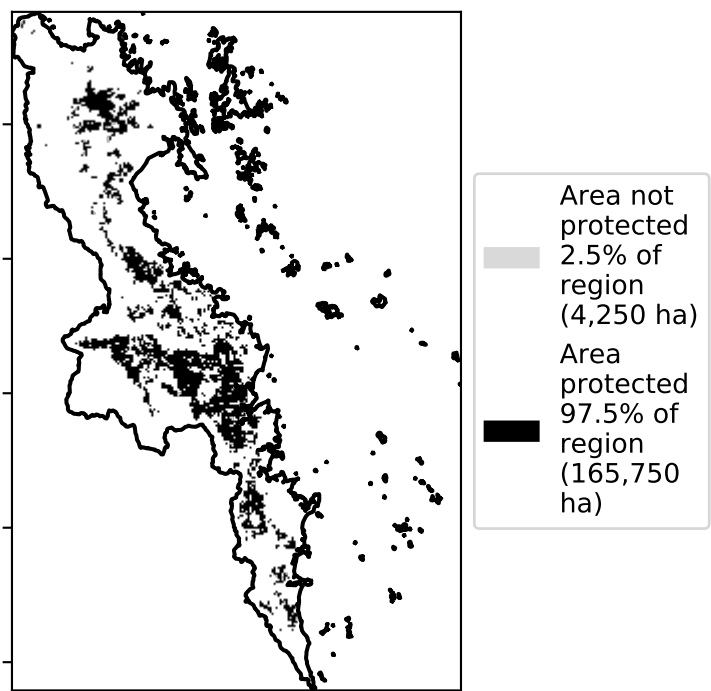 Area not
protected
2.5% of
region
(4,250 ha)
Area
protected
97.5% of
region
(165,750
ha)